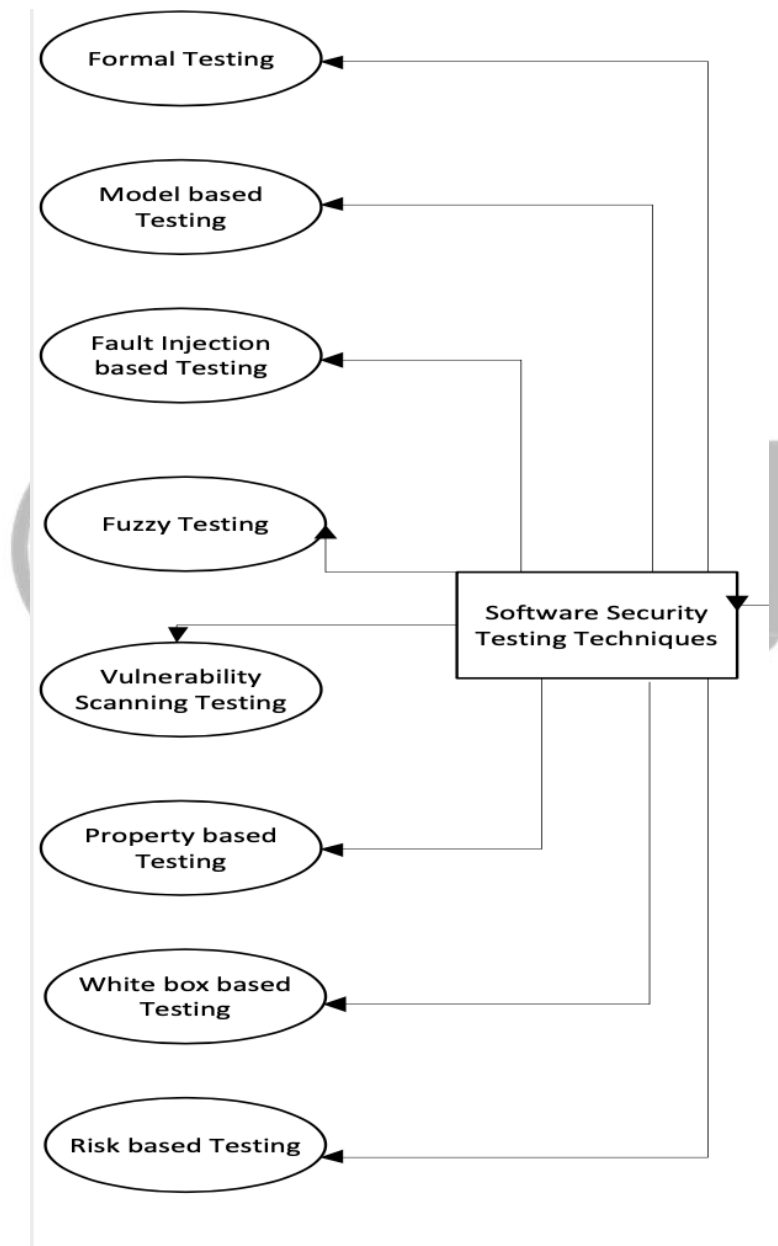 Formal Testing
Model based
Testing
Fault Injection
based Testing
Fuzzy Testing
Software Security
Testing Techniques
Vulnerability
Scanning Testing
Property based
Testing
White box based
Testing
Risk based Testing